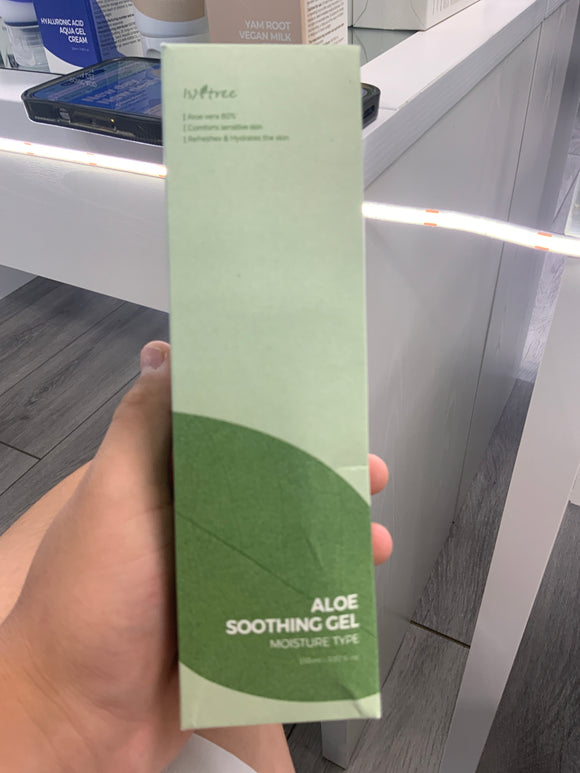 HYALURONIC ACID
AQUA GEL
CREAM
YAM ROOT
VEGAN MILK
Isntree
Aloe vera 80%
Comforts sensitive skin
Refreshes & Hydrates the skin
ALOE
SOOTHING GEL
MOISTURE TYPE